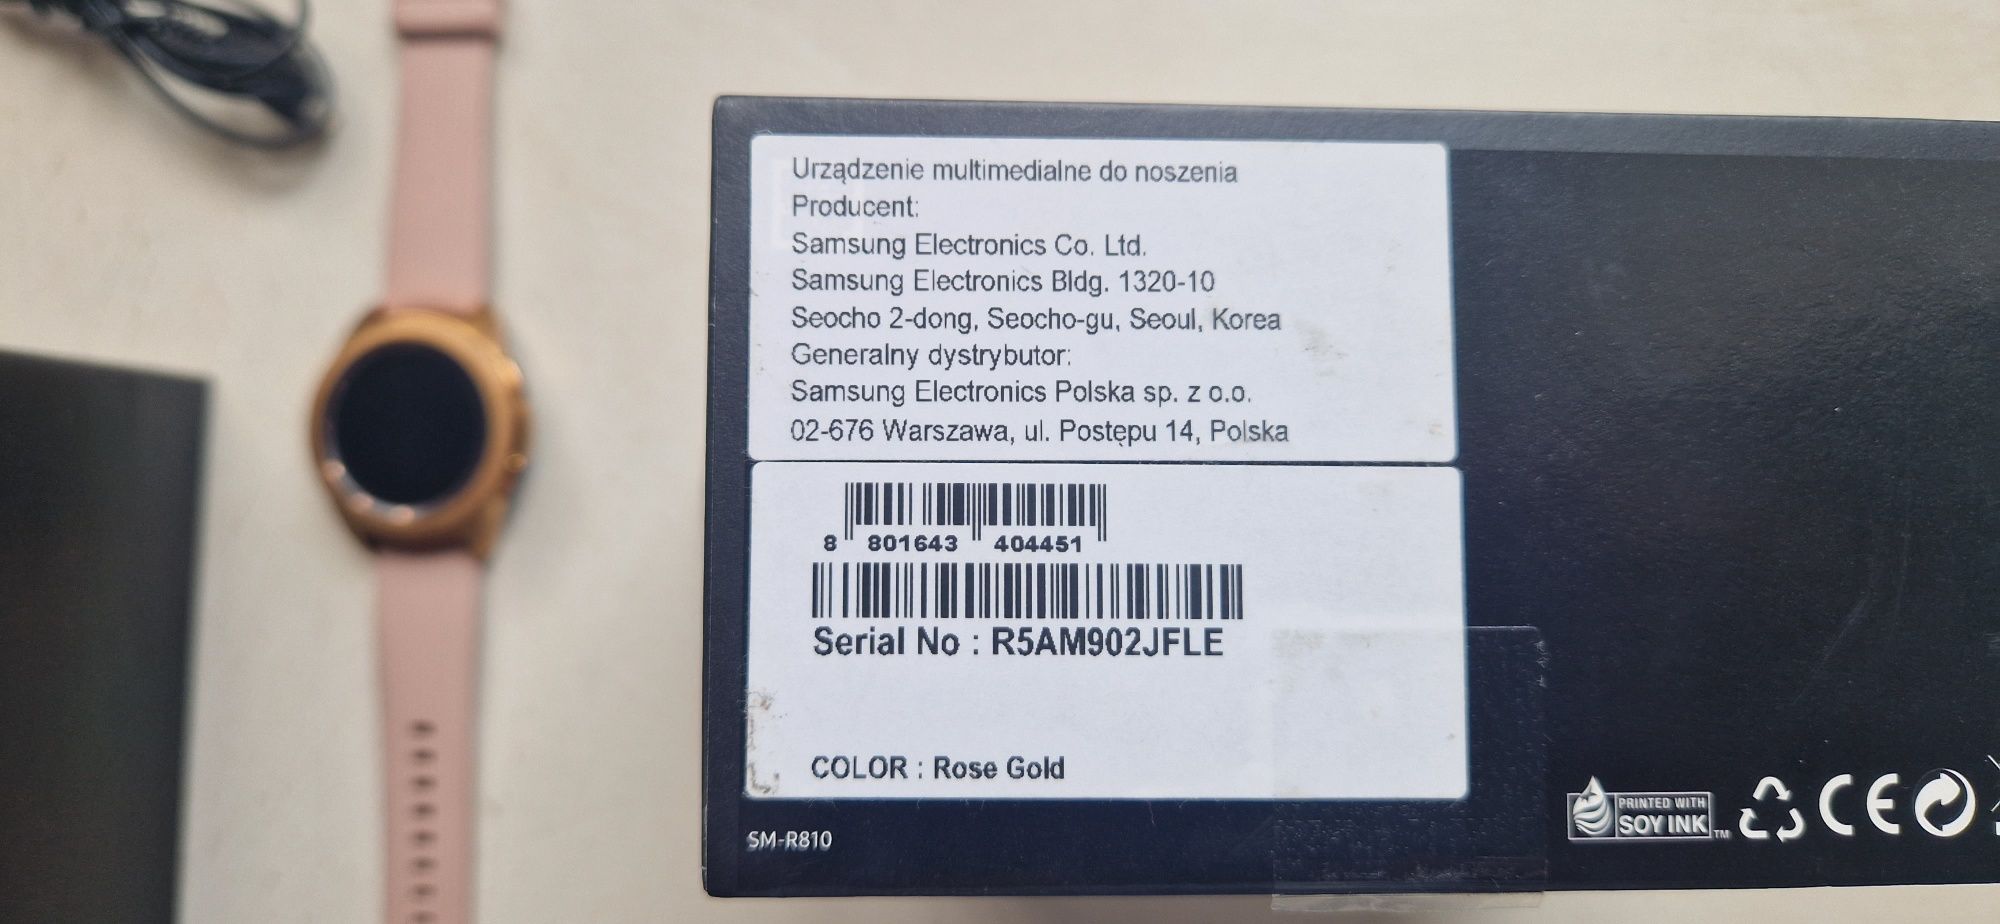 Urządzenie multimedialne do noszenia
Producent:
Samsung Electronics Co. Ltd.
Samsung Electronics Bldg. 1320-10
Seocho 2-dong, Seocho-gu, Seoul, Korea
Generalny dystrybutor:
Samsung Electronics Polska sp. z o.o.
02-676 Warszawa, ul. Postępu 14, Polska
8 801643 404451
Serial No : R5AM902JFLE
COLOR : Rose Gold
SM-R810
PRINTED WITH
SOY INK™
CE